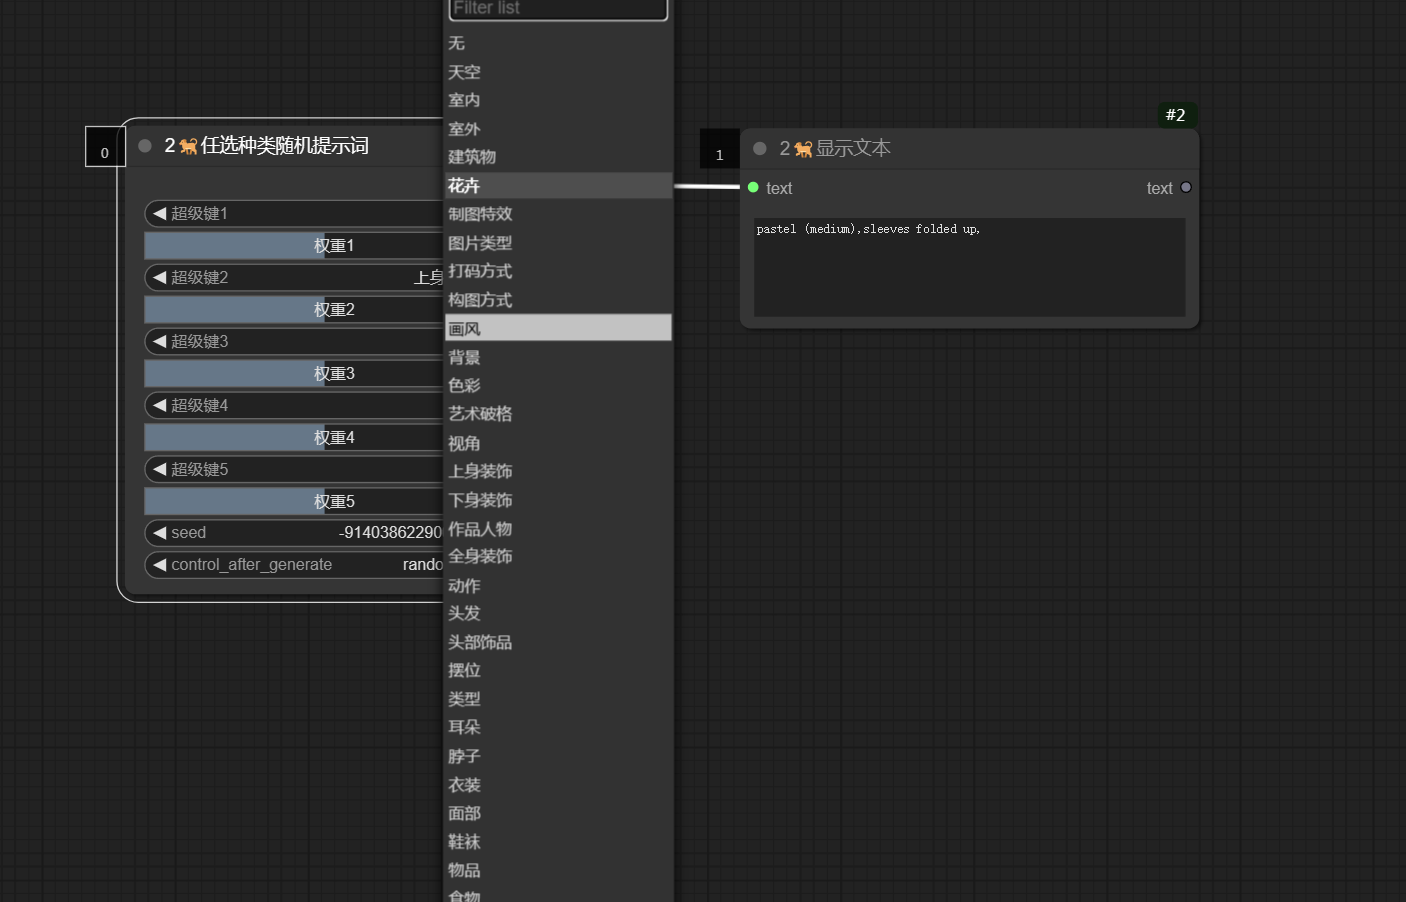 Filter list
无
天空
室内
室外
建筑物
花卉
制图特效
图片类型
打码方式
构图方式
画风
背景
色彩
艺术破格
视角
上身装饰
下身装饰
作品人物
全身装饰
动作
头发
头部饰品
摆位
类型
耳朵
脖子
衣装
面部
鞋袜
物品
食物
0
2 任选种类随机提示词
超级键1
权重1
超级键2 上身
权重2
超级键3
权重3
超级键4
权重4
超级键5
权重5
seed -91403862290
control_after_generate rando
#2
1
2 显示文本
text text
pastel (medium),sleeves folded up,